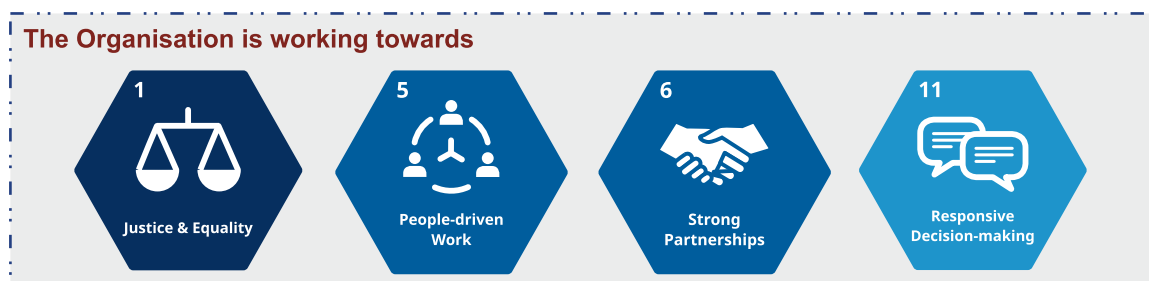 The Organisation is working towards
1
Justice & Equality
5
People-driven
Work
6
Strong
Partnerships
11
Responsive
Decision-making